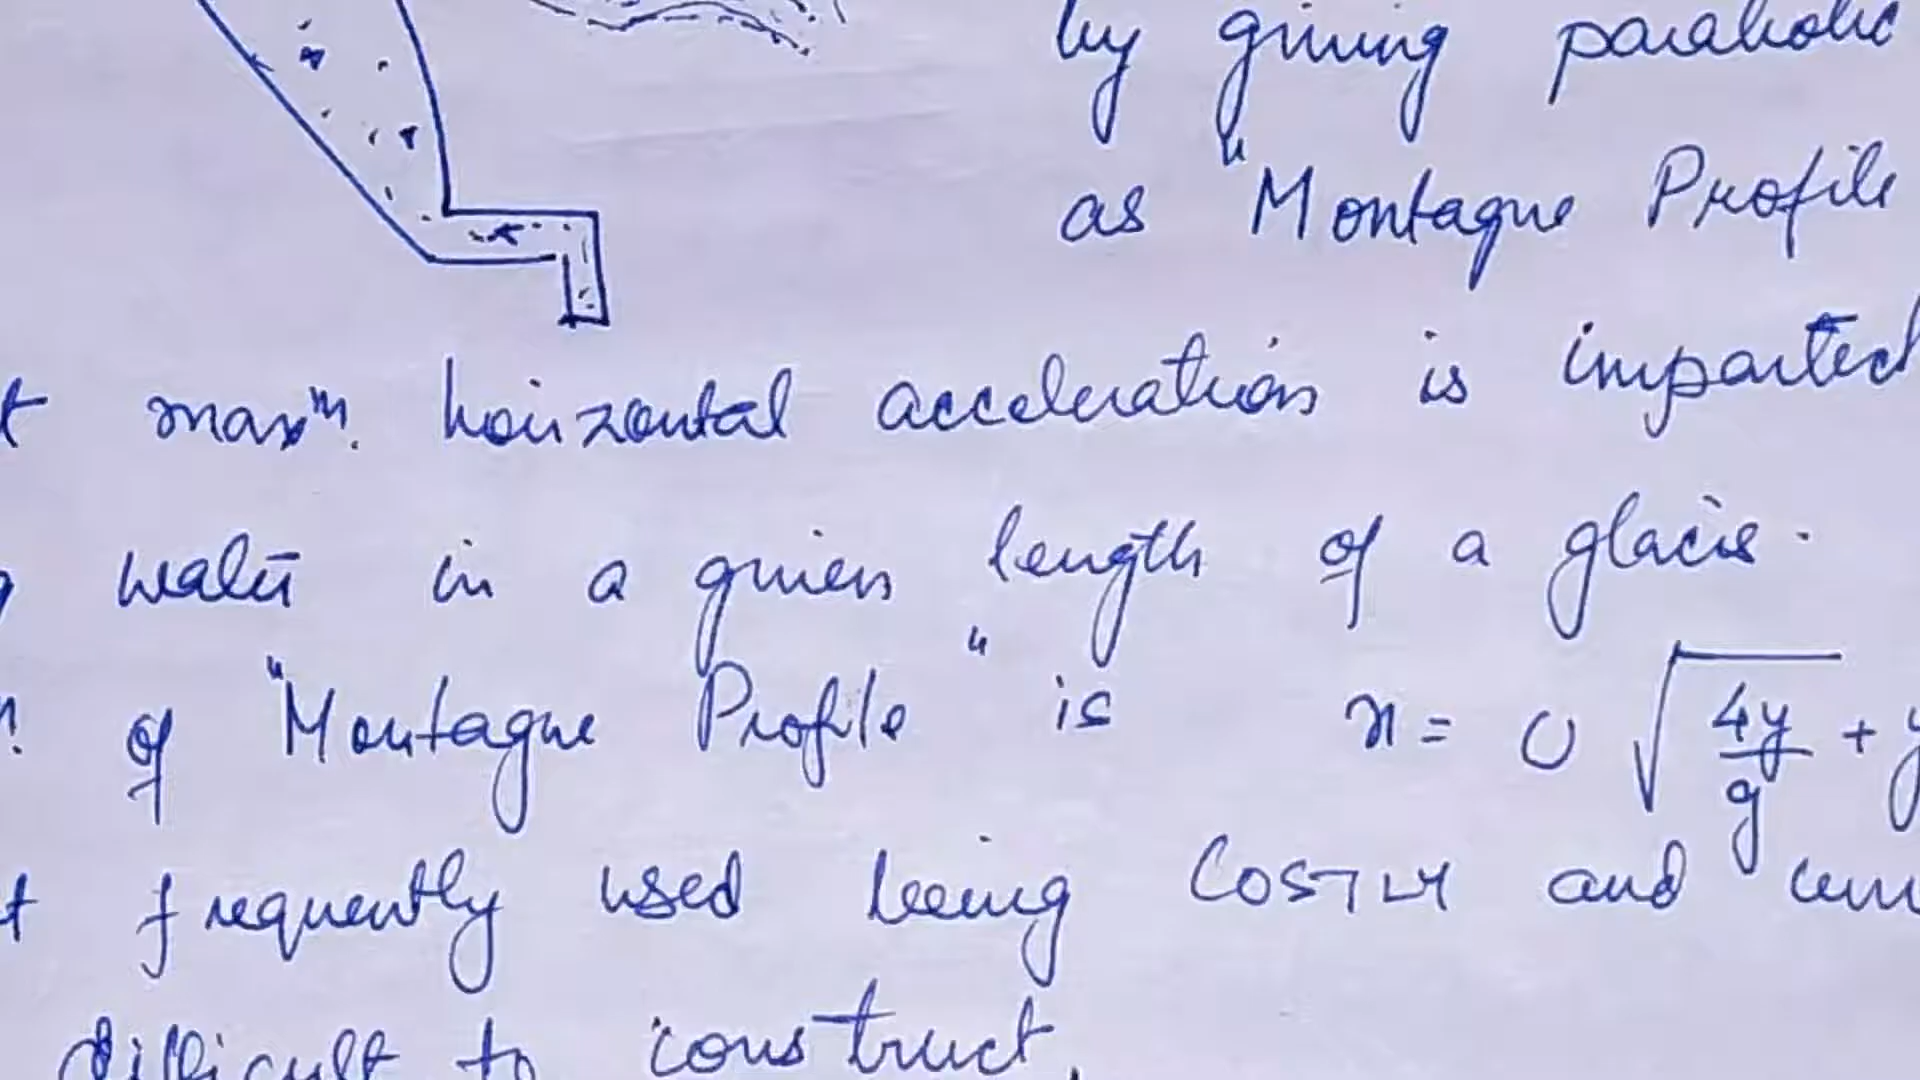 by giving parabolic
as "Montague Profile
maxm. horizontal acceleration is imparted
water in a given length of a glacis.
of "Montague Profile" is x = U √4y/g + y
frequently used being COSTLY and
difficult to construct.